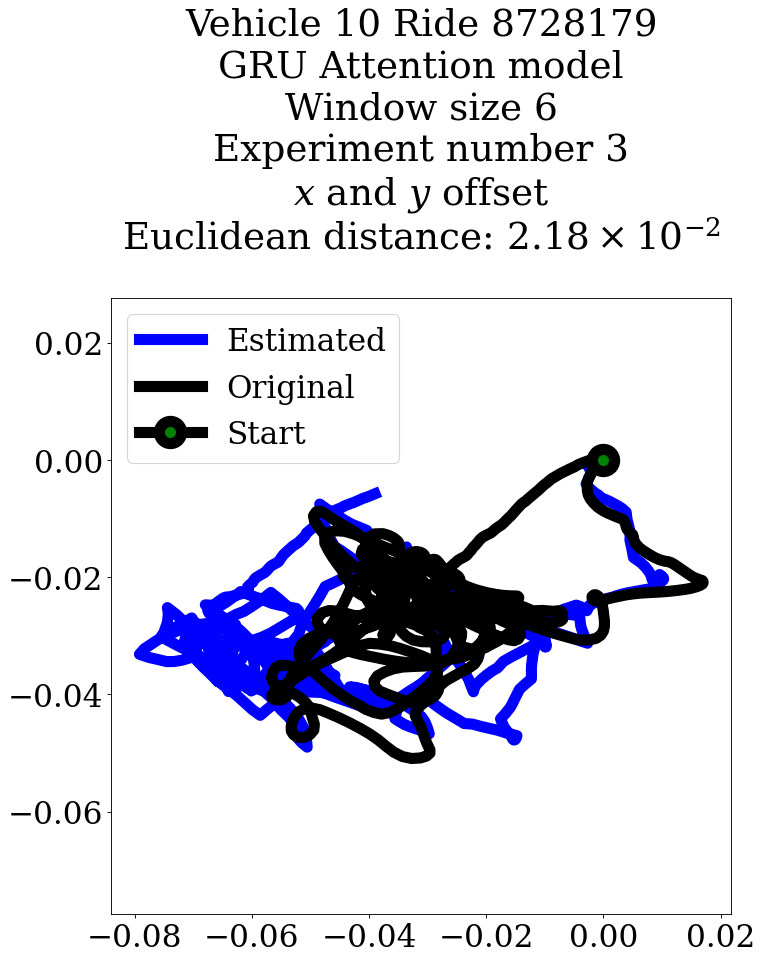 Vehicle 10 Ride 8728179
GRU Attention model
Window size 6
Experiment number 3
x and y offset
Euclidean distance: 2.18 × 10⁻²
Estimated
Original
Start
0.02
0.00
−0.02
−0.04
−0.06
−0.08 −0.06 −0.04 −0.02 0.00 0.02